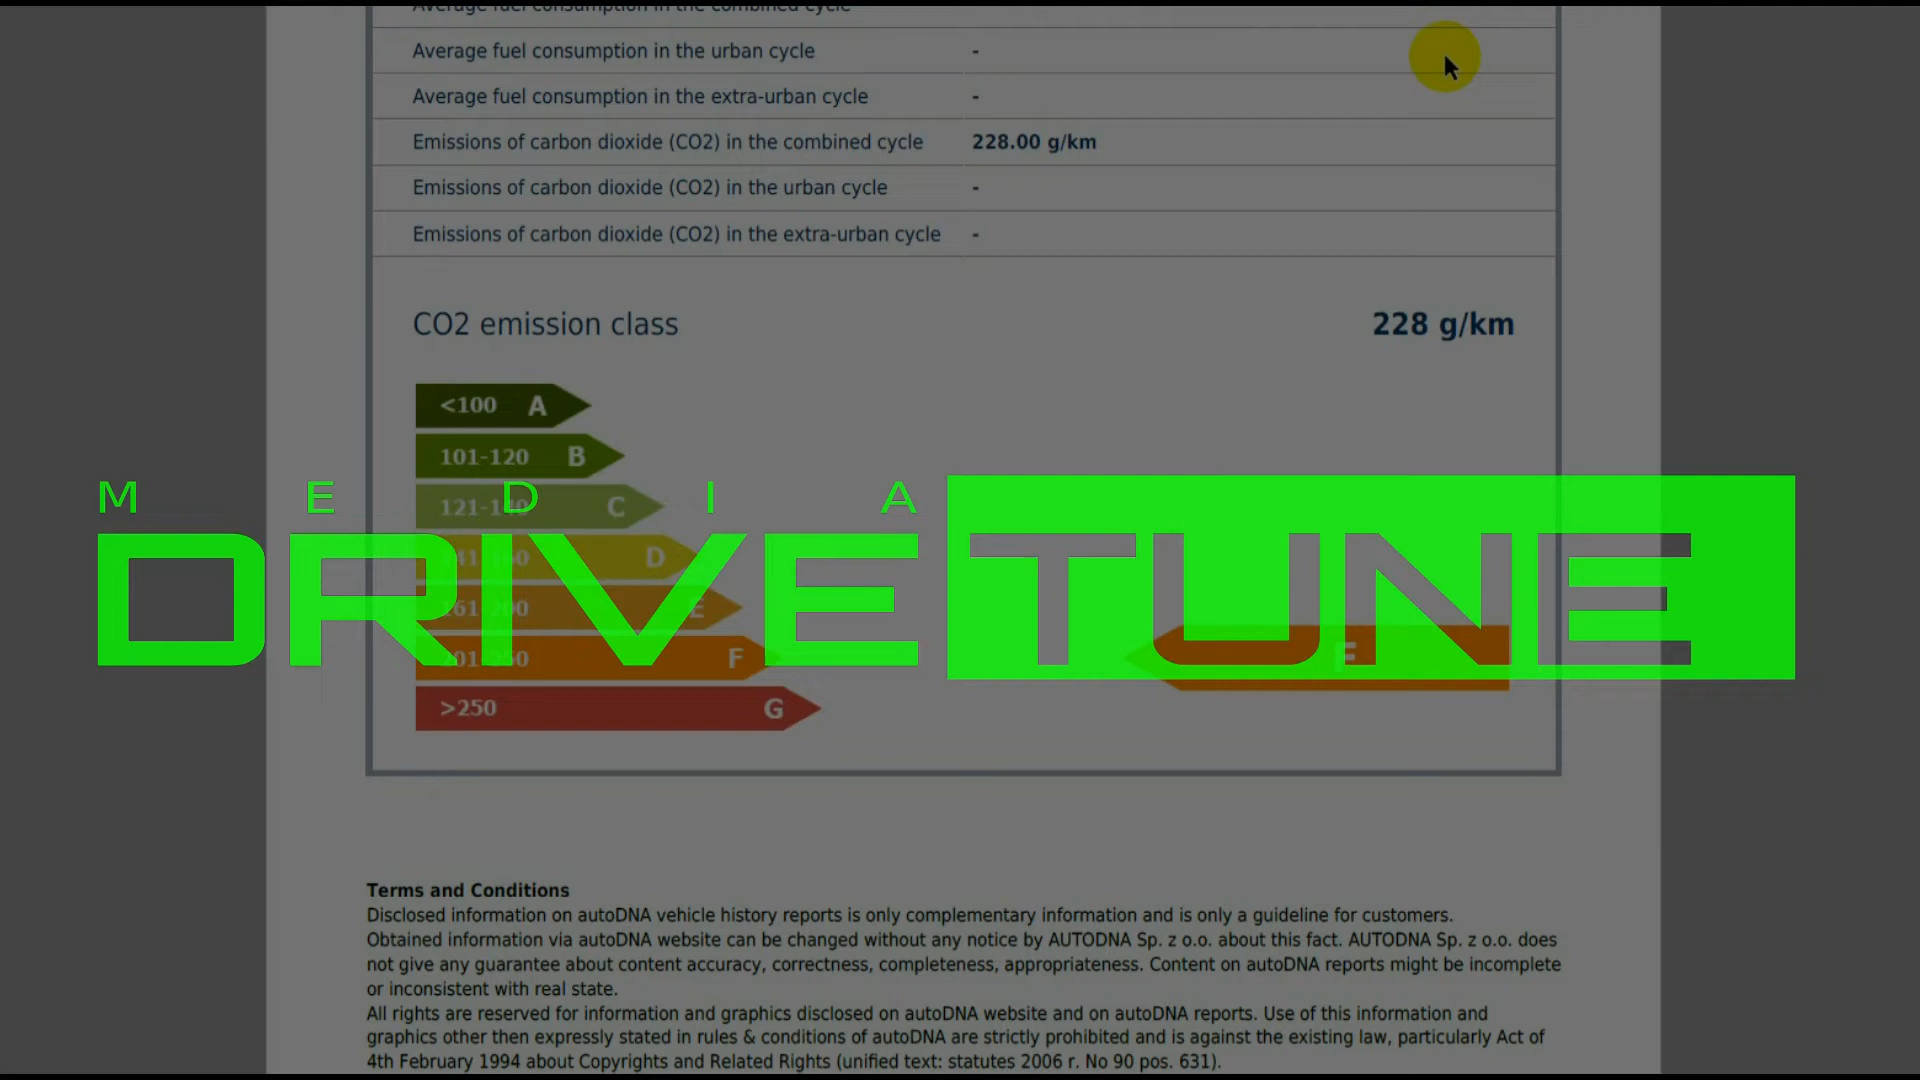 Average fuel consumption in the combined cycle
Average fuel consumption in the urban cycle -
Average fuel consumption in the extra-urban cycle -
Emissions of carbon dioxide (CO2) in the combined cycle 228.00 g/km
Emissions of carbon dioxide (CO2) in the urban cycle -
Emissions of carbon dioxide (CO2) in the extra-urban cycle -
CO2 emission class 228 g/km
<100 A
101-120 B
121-140 C
M E D I A
DRIVETUNE
D
E
F
F
>250 G
Terms and Conditions
Disclosed information on autoDNA vehicle history reports is only complementary information and is only a guideline for customers.
Obtained information via autoDNA website can be changed without any notice by AUTODNA Sp. z o.o. about this fact. AUTODNA Sp. z o.o. does
not give any guarantee about content accuracy, correctness, completeness, appropriateness. Content on autoDNA reports might be incomplete
or inconsistent with real state.
All rights are reserved for information and graphics disclosed on autoDNA website and on autoDNA reports. Use of this information and
graphics other then expressly stated in rules & conditions of autoDNA are strictly prohibited and is against the existing law, particularly Act of
4th February 1994 about Copyrights and Related Rights (unified text: statutes 2006 r. No 90 pos. 631).